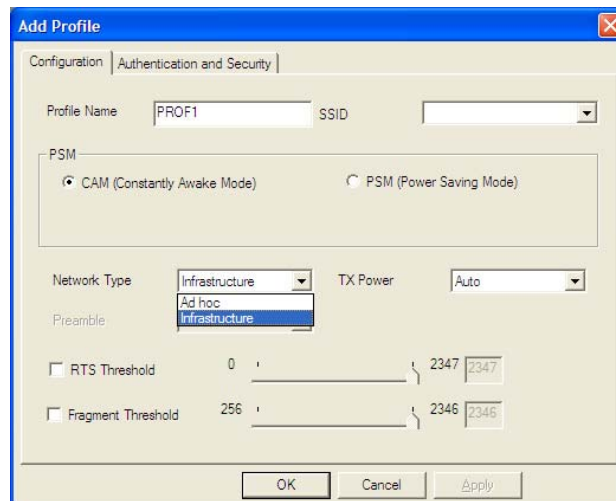 Add Profile
Configuration Authentication and Security
Profile Name PROF1 SSID
PSM
CAM (Constantly Awake Mode) PSM (Power Saving Mode)
Network Type Infrastructure TX Power Auto
Ad hoc
Infrastructure
Preamble
RTS Threshold 0 2347 2347
Fragment Threshold 256 2346 2346
OK Cancel Apply